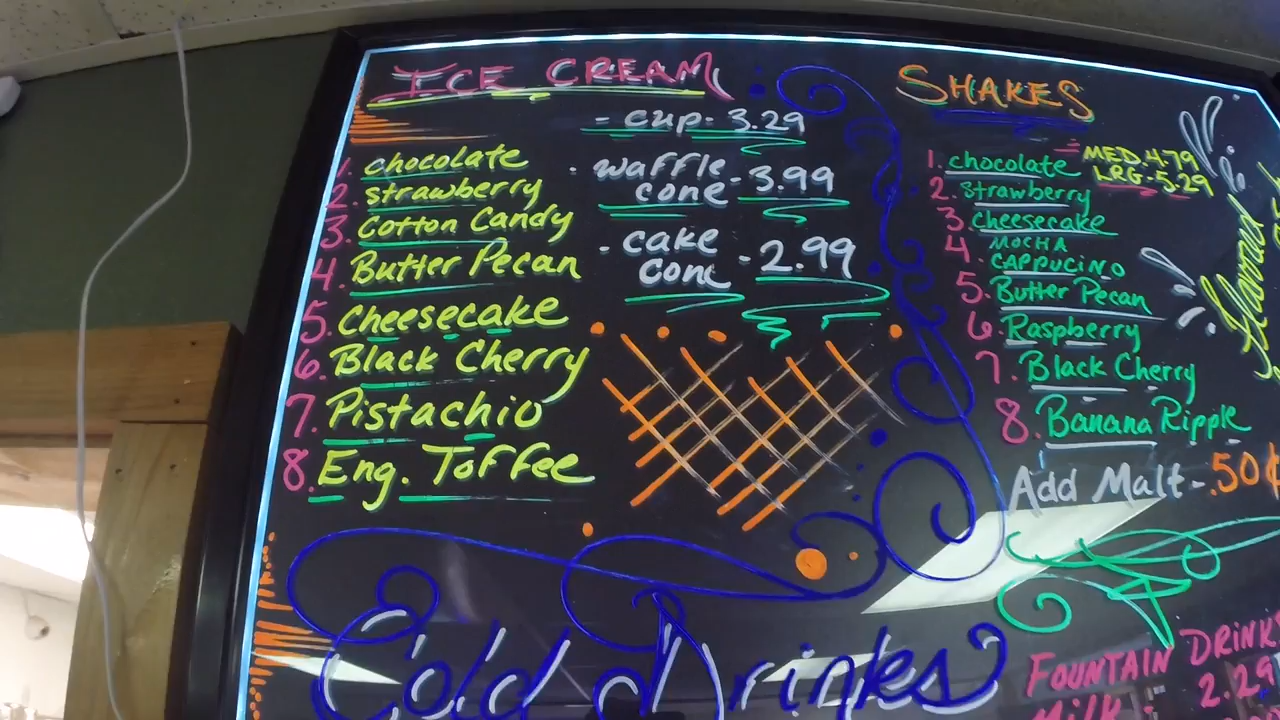 ICE CREAM
- cup- 3.29
· waffle cone - 3.99
- cake cone - 2.99
1. chocolate
2. strawberry
3. Cotton Candy
4. Butter Pecan
5. Cheesecake
6. Black Cherry
7. Pistachio
8. Eng. Toffee
SHAKES
MED. 4.79
LRG. 5.29
1. chocolate
2. Strawberry
3. Cheesecake
4. MOCHA
CAPPUCINO
5. Butter Pecan
6. Raspberry
7. Black Cherry
8. Banana Ripple
Add Malt - .50¢
Cold Drinks
FOUNTAIN DRINKS
2.29
Milk